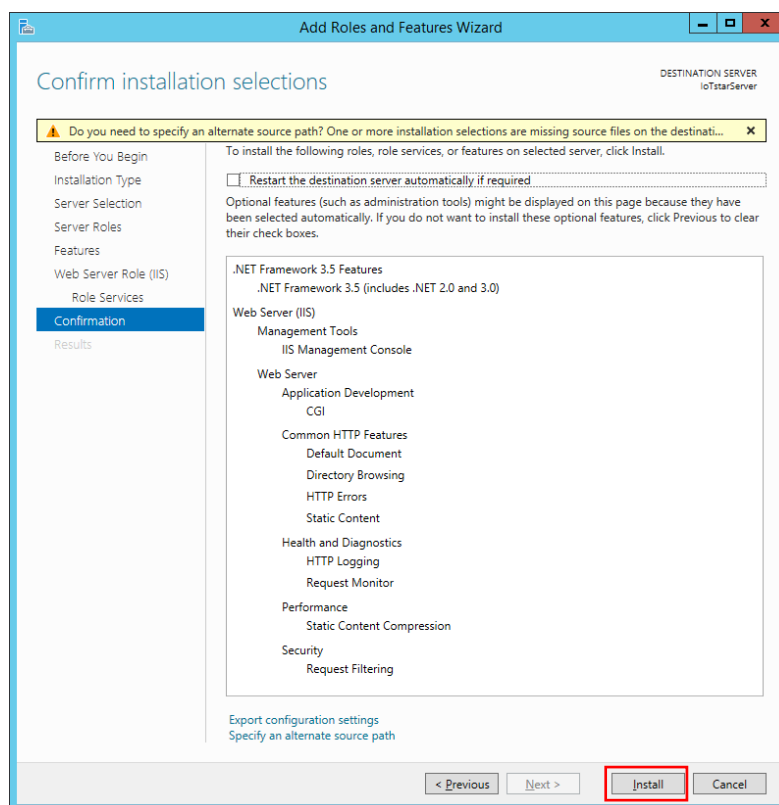 Add Roles and Features Wizard
Confirm installation selections
DESTINATION SERVER
IoTstarServer
Do you need to specify an alternate source path? One or more installation selections are missing source files on the destinati...
Before You Begin
Installation Type
Server Selection
Server Roles
Features
Web Server Role (IIS)
Role Services
Confirmation
Results
To install the following roles, role services, or features on selected server, click Install.
Restart the destination server automatically if required
Optional features (such as administration tools) might be displayed on this page because they have
been selected automatically. If you do not want to install these optional features, click Previous to clear
their check boxes.
.NET Framework 3.5 Features
.NET Framework 3.5 (includes .NET 2.0 and 3.0)
Web Server (IIS)
Management Tools
IIS Management Console
Web Server
Application Development
CGI
Common HTTP Features
Default Document
Directory Browsing
HTTP Errors
Static Content
Health and Diagnostics
HTTP Logging
Request Monitor
Performance
Static Content Compression
Security
Request Filtering
Export configuration settings
Specify an alternate source path
< Previous
Next >
Install
Cancel